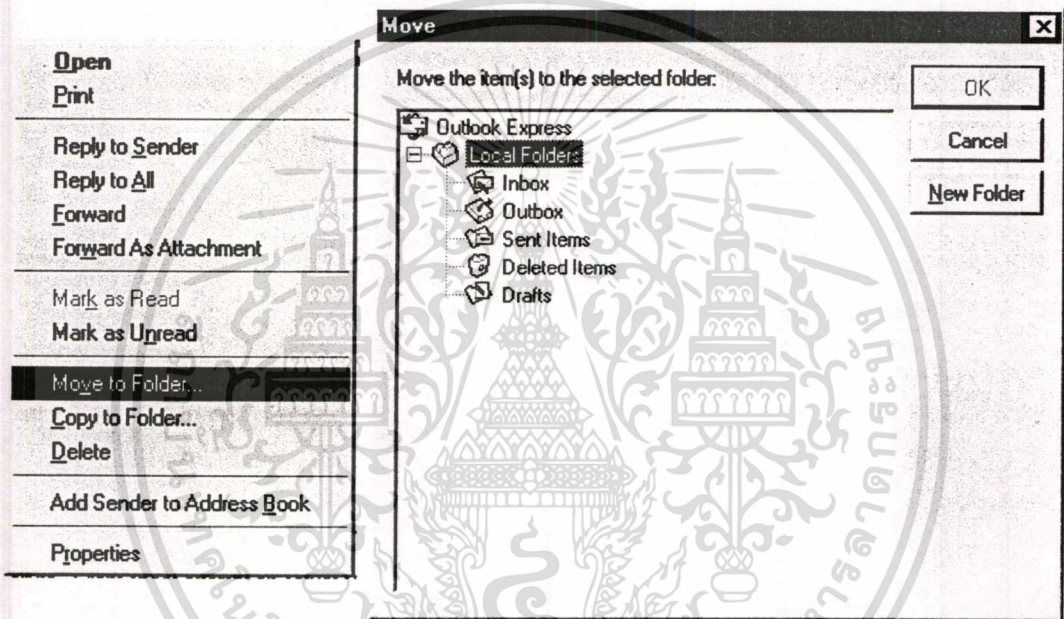 Open
Print
Reply to Sender
Reply to All
Forward
Forward As Attachment
Mark as Read
Mark as Unread
Move to Folder...
Copy to Folder...
Delete
Add Sender to Address Book
Properties
Move
Move the item(s) to the selected folder:
Outlook Express
Local Folders
Inbox
Outbox
Sent Items
Deleted Items
Drafts
OK
Cancel
New Folder